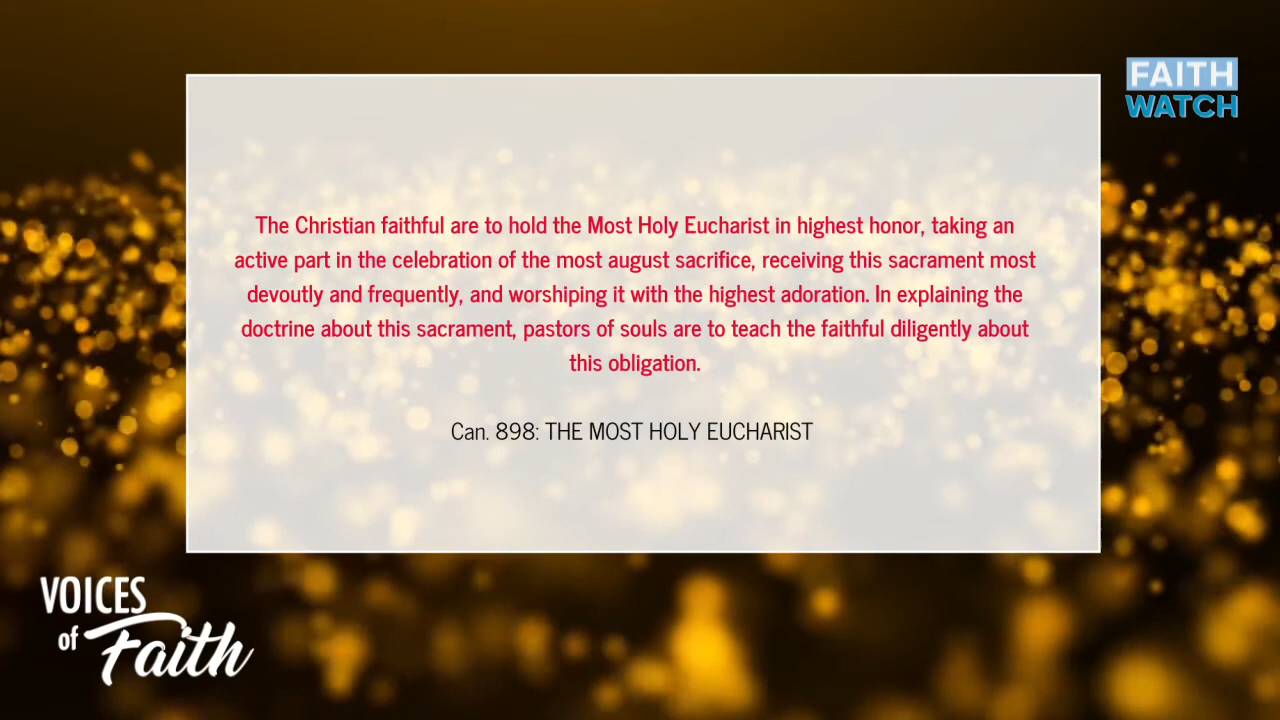 FAITH
WATCH
The Christian faithful are to hold the Most Holy Eucharist in highest honor, taking an
active part in the celebration of the most august sacrifice, receiving this sacrament most
devoutly and frequently, and worshiping it with the highest adoration. In explaining the
doctrine about this sacrament, pastors of souls are to teach the faithful diligently about
this obligation.
Can. 898: THE MOST HOLY EUCHARIST
VOICES
of Faith